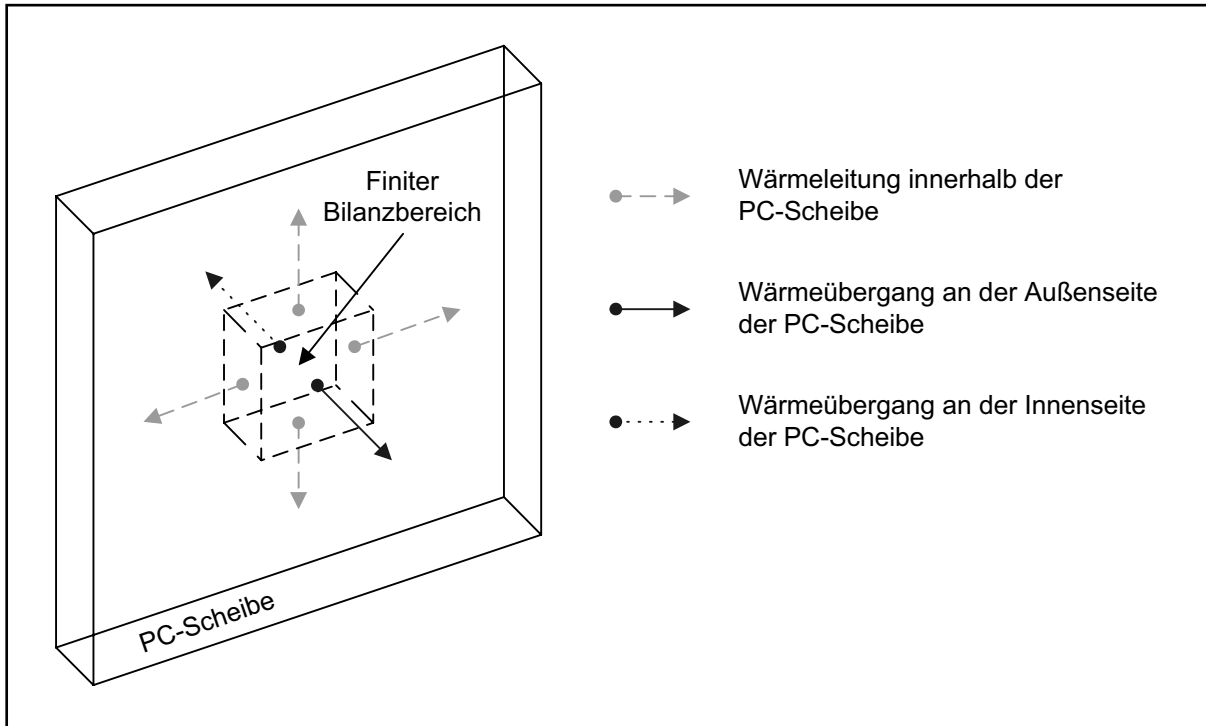 Finiter
Bilanzbereich
PC-Scheibe
Wärmeleitung innerhalb der
PC-Scheibe
Wärmeübergang an der Außenseite
der PC-Scheibe
Wärmeübergang an der Innenseite
der PC-Scheibe